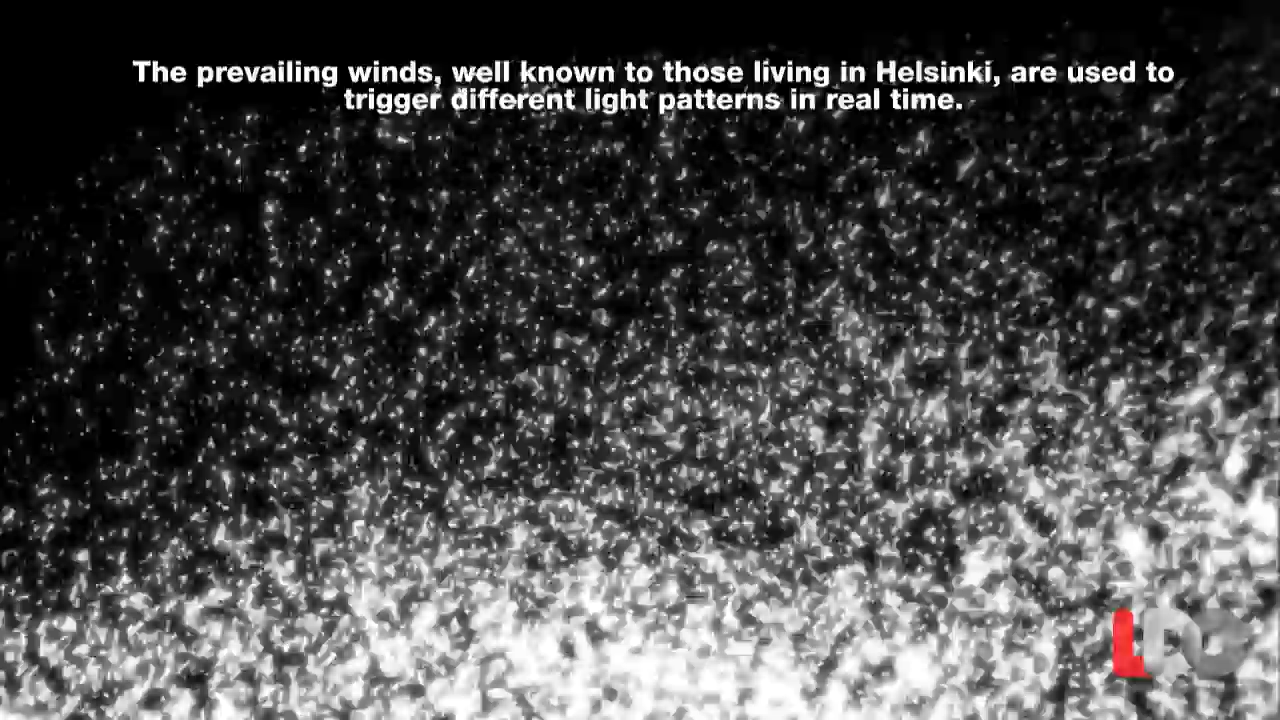 The prevailing winds, well known to those living in Helsinki, are used to
trigger different light patterns in real time.
LDC